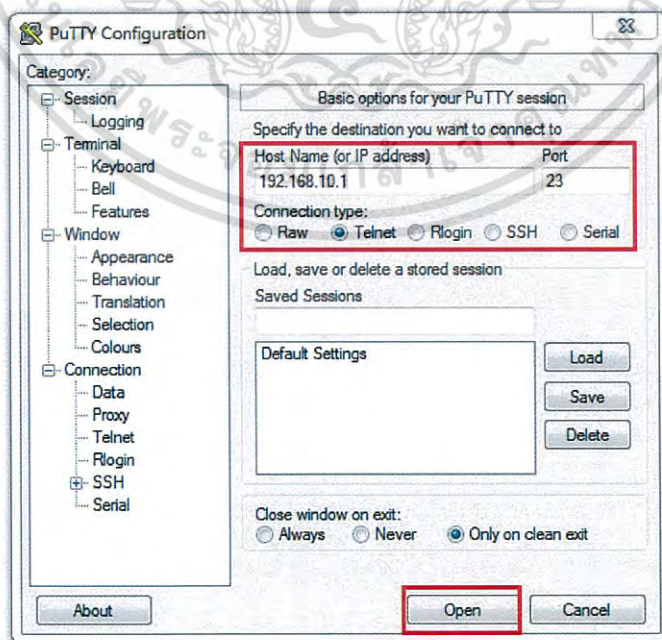 PuTTY Configuration
Category:
Session
Logging
Terminal
Keyboard
Bell
Features
Window
Appearance
Behaviour
Translation
Selection
Colours
Connection
Data
Proxy
Telnet
Rlogin
SSH
Serial
Basic options for your PuTTY session
Specify the destination you want to connect to
Host Name (or IP address) Port
192.168.10.1 23
Connection type:
Raw Telnet Rlogin SSH Serial
Load, save or delete a stored session
Saved Sessions
Default Settings
Load
Save
Delete
Close window on exit:
Always Never Only on clean exit
About Open Cancel